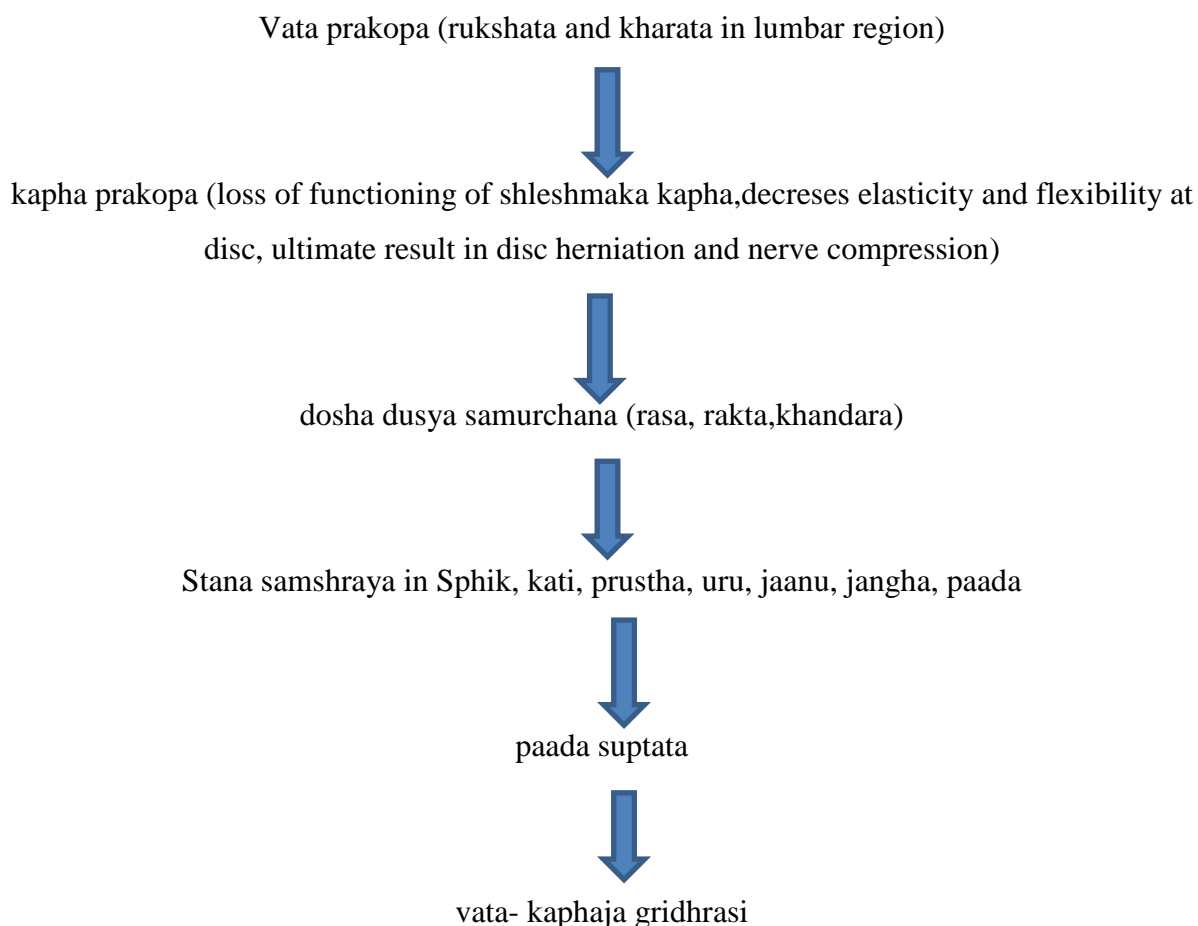 Vata prakopa (rukshata and kharata in lumbar region)
kapha prakopa (loss of functioning of shleshmaka kapha,decreses elasticity and flexibility at
disc, ultimate result in disc herniation and nerve compression)
dosha dusya samurchana (rasa, rakta,khandara)
Stana samshraya in Sphik, kati, prustha, uru, jaanu, jangha, paada
paada suptata
vata- kaphaja gridhrasi